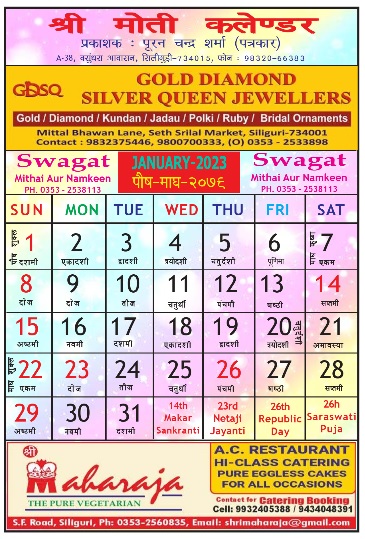 श्री मोती कलेण्डर
प्रकाशक : पूरन चन्द्र शर्मा (पत्रकार)
A-38, वसुंधरा आवासन, सिलीगुड़ी-734015, फोन : 98320-66383
GDSQ
GOLD DIAMOND
SILVER QUEEN JEWELLERS
Gold / Diamond / Kundan / Jadau / Polki / Ruby / Bridal Ornaments
Mittal Bhawan Lane, Seth Srilal Market, Siliguri-734001
Contact : 9832375446, 9800700333, (O) 0353 - 2533898
Swagat JANUARY-2023 Swagat
Mithai Aur Namkeen पौष-माघ-२०७९ Mithai Aur Namkeen
PH. 0353 - 2538113 PH. 0353 - 2538113
SUN MON TUE WED THU FRI SAT
पौष शुक्ल 1 2 3 4 5 6 माघ कृष्ण 7
दशमी एकादशी द्वादशी त्रयोदशी चतुर्दशी पूर्णिमा एकम
8 9 10 11 12 13 14
दोज दोज तीज चतुर्थी पंचमी षष्ठी सप्तमी
15 16 17 18 19 20 चतुर्दशी 21
अष्टमी नवमी दशमी एकादशी द्वादशी त्रयोदशी अमावस्या
माघ शुक्ल 22 23 24 25 26 27 28
एकम दोज तीज चतुर्थी पंचमी षष्ठी सप्तमी
29 30 31 14th Makar Sankranti 23rd Netaji Jayanti 26th Republic Day 26h Saraswati Puja
अष्टमी नवमी दशमी
श्री
Maharaja
THE PURE VEGETARIAN
A.C. RESTAURANT
HI-CLASS CATERING
PURE EGGLESS CAKES
FOR ALL OCCASIONS
Contact for Catering Booking
Cell: 9932405388 / 9434048391
S.F. Road, Siliguri, Ph: 0353-2560835, Email: shrimaharaja@gmail.com